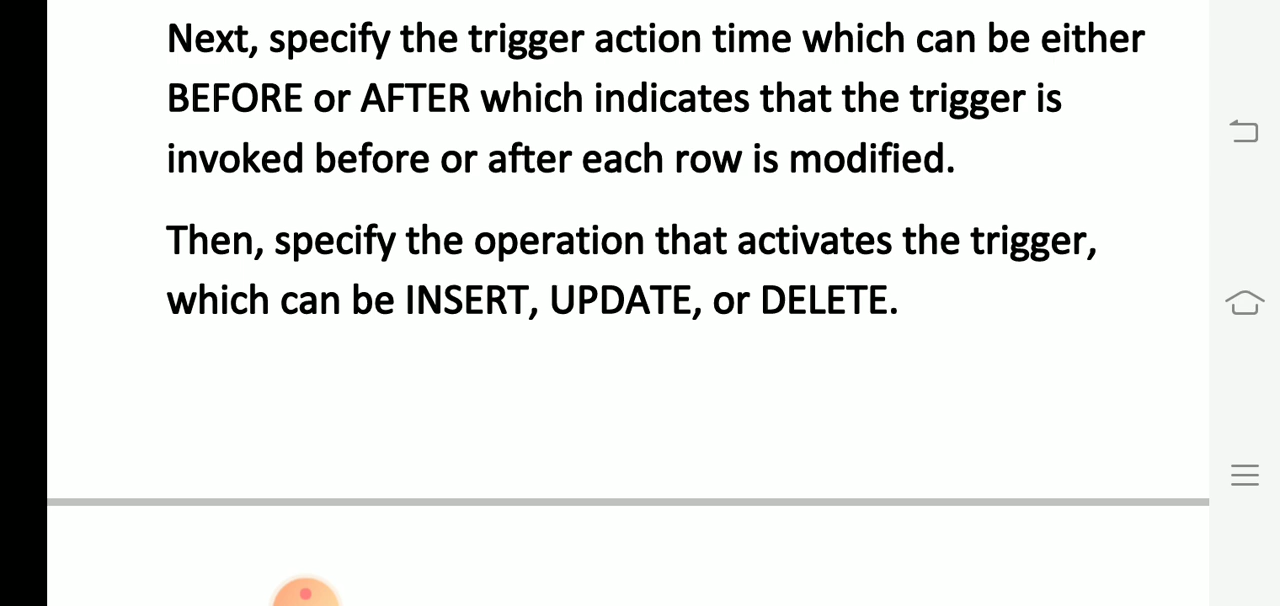 Next, specify the trigger action time which can be either
BEFORE or AFTER which indicates that the trigger is
invoked before or after each row is modified.
Then, specify the operation that activates the trigger,
which can be INSERT, UPDATE, or DELETE.